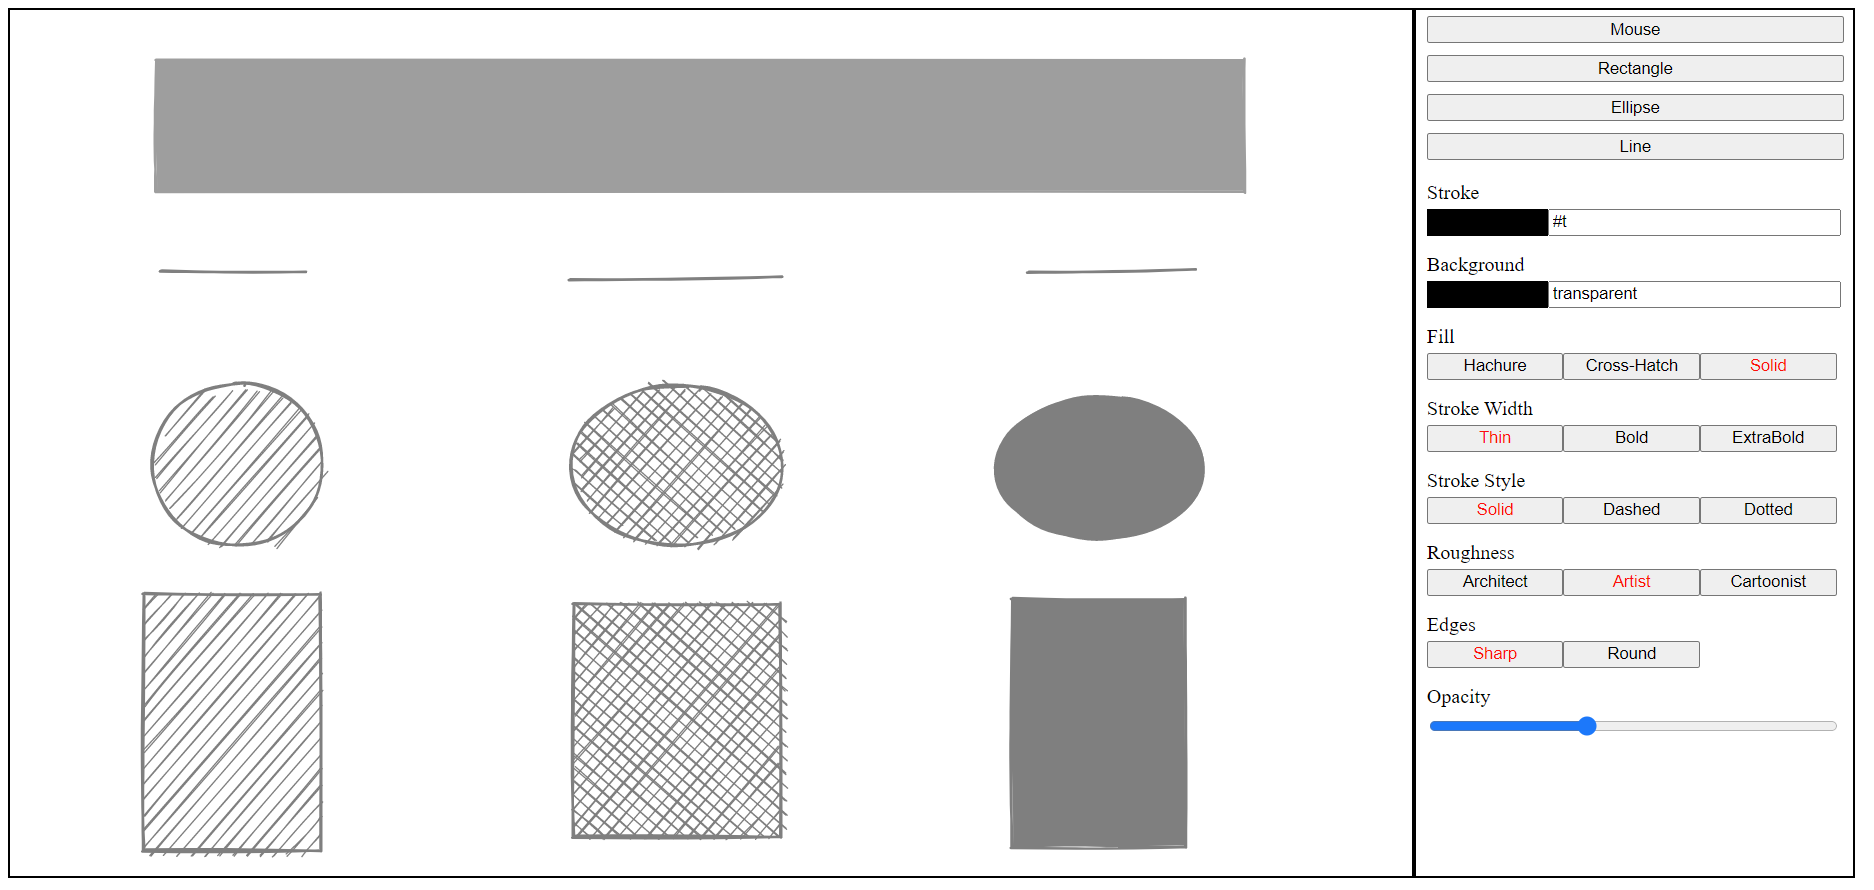 Mouse
Rectangle
Ellipse
Line
Stroke
#t
Background
transparent
Fill
Hachure Cross-Hatch Solid
Stroke Width
Thin Bold ExtraBold
Stroke Style
Solid Dashed Dotted
Roughness
Architect Artist Cartoonist
Edges
Sharp Round
Opacity